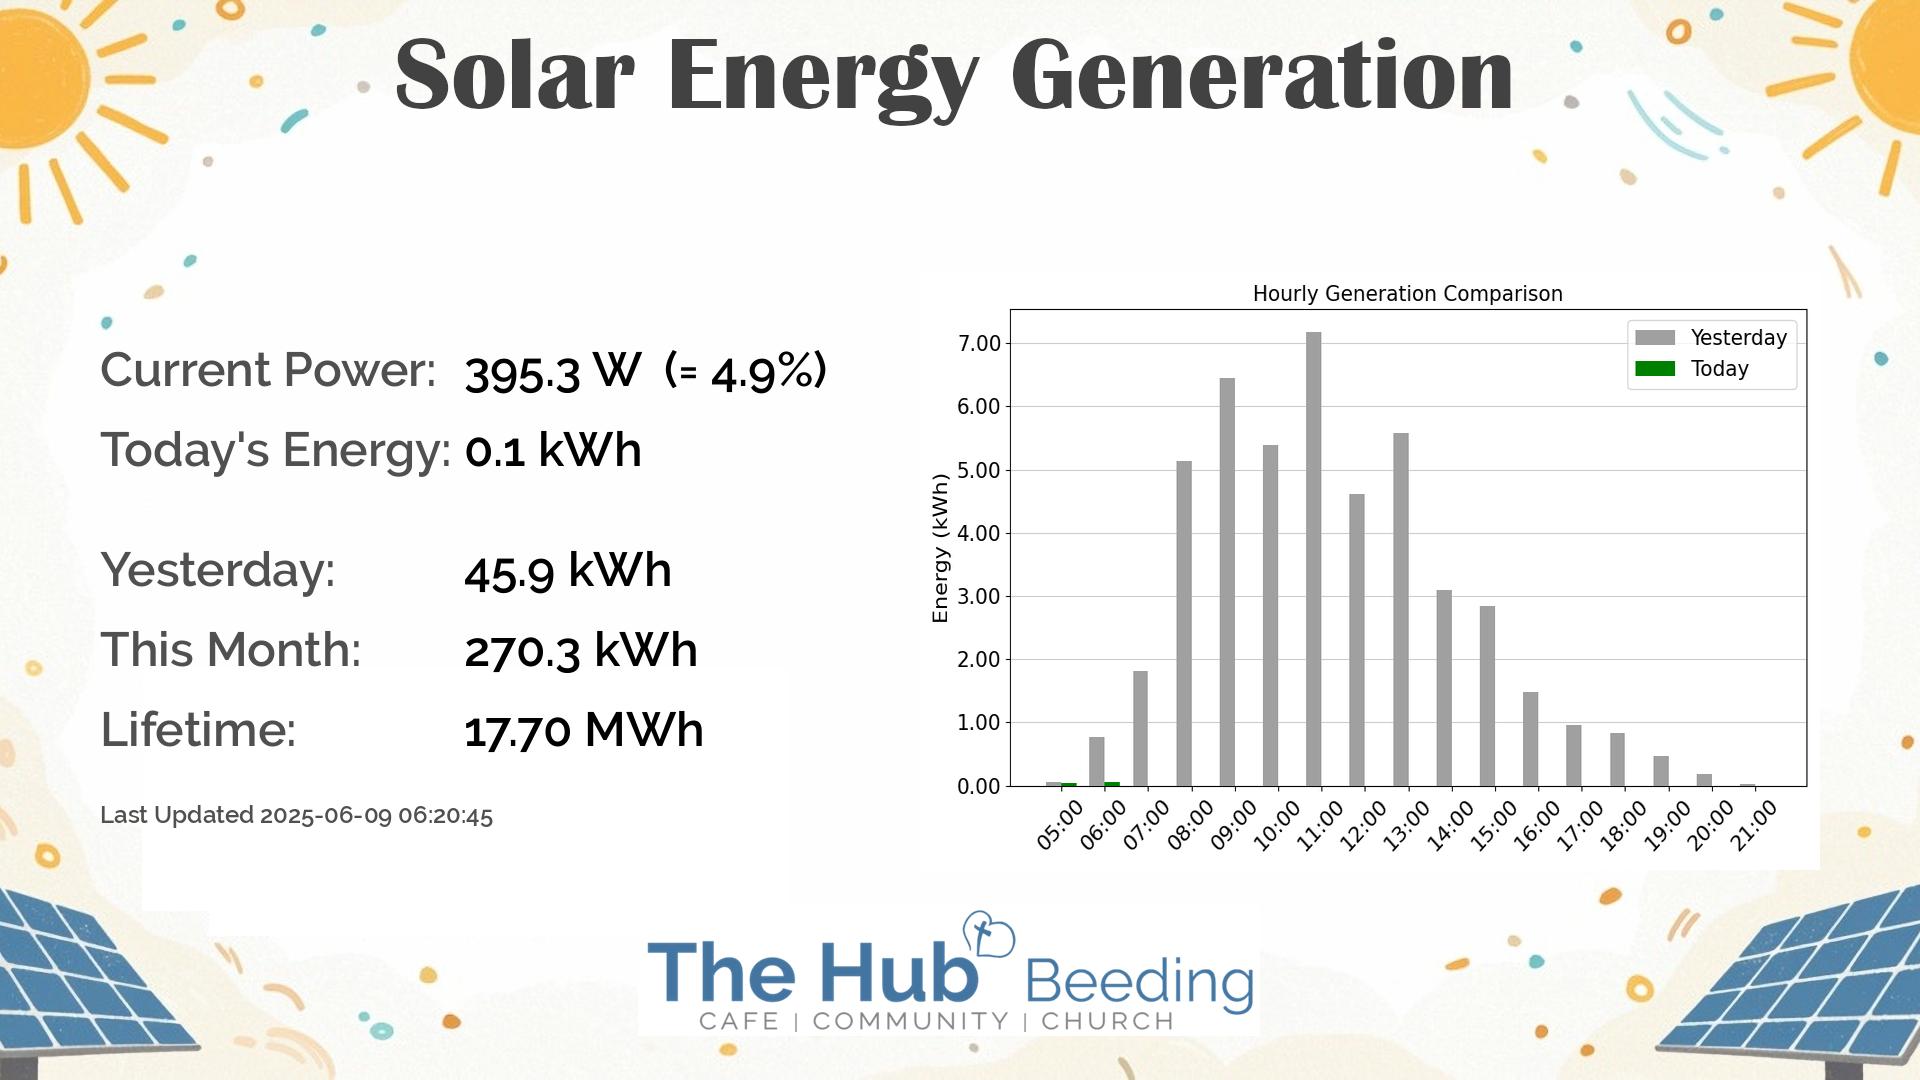 Solar Energy Generation
Current Power: 395.3 W (= 4.9%)
Today's Energy: 0.1 kWh
Yesterday: 45.9 kWh
This Month: 270.3 kWh
Lifetime: 17.70 MWh
Last Updated 2025-06-09 06:20:45
Hourly Generation Comparison
Yesterday
Today
Energy (kWh)
7.00
6.00
5.00
4.00
3.00
2.00
1.00
0.00
05:00 06:00 07:00 08:00 09:00 10:00 11:00 12:00 13:00 14:00 15:00 16:00 17:00 18:00 19:00 20:00 21:00
The Hub Beeding
CAFE | COMMUNITY | CHURCH